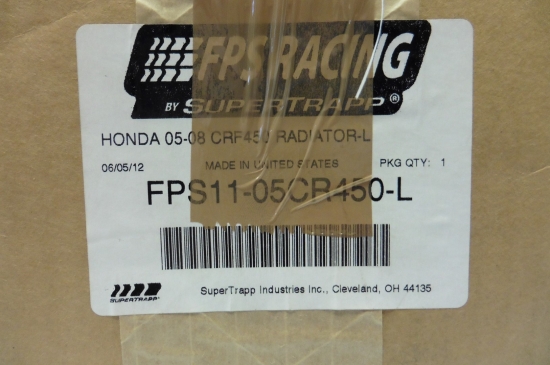 FPS RACING
BY SUPERTRAPP®
HONDA 05-08 CRF450 RADIATOR-L
06/05/12 MADE IN UNITED STATES PKG QTY: 1
FPS11-05CR450-L
SUPERTRAPP SuperTrapp Industries Inc., Cleveland, OH 44135